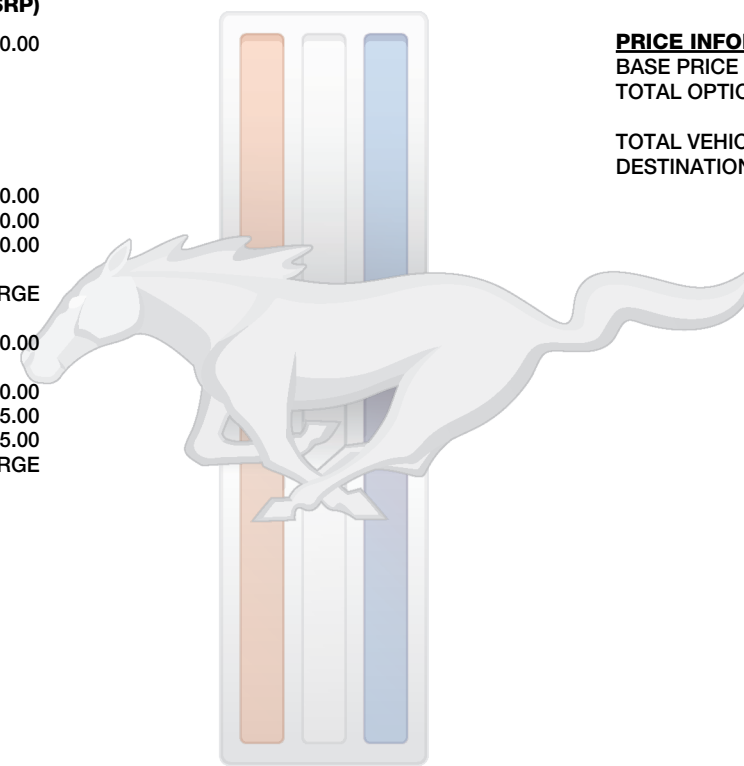 SRP)
0.00
0.00
0.00
0.00
RGE
0.00
0.00
5.00
5.00
RGE
PRICE INFO
BASE PRICE
TOTAL OPTIO
TOTAL VEHIC
DESTINATION